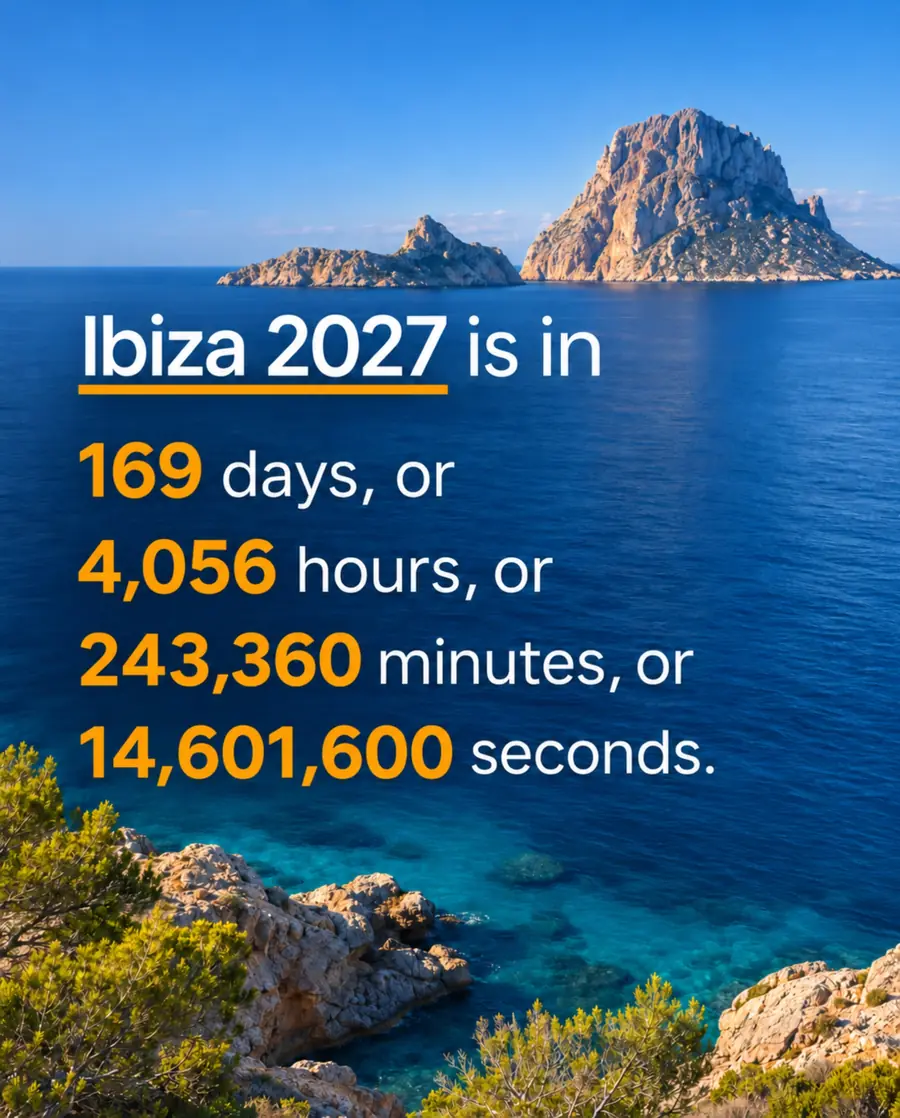 Ibiza 2027 is in
169 days, or
4,056 hours, or
243,360 minutes, or
14,601,600 seconds.